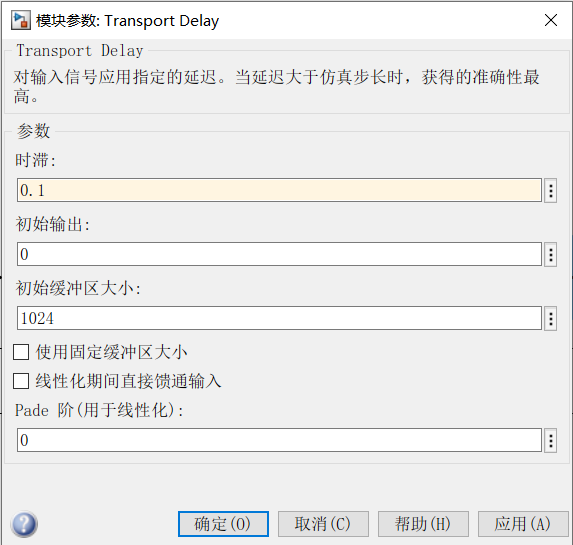 模块参数: Transport Delay
Transport Delay
对输入信号应用指定的延迟。当延迟大于仿真步长时，获得的准确性最
高。
参数
时滞:
0.1
初始输出:
0
初始缓冲区大小:
1024
使用固定缓冲区大小
线性化期间直接馈通输入
Pade 阶(用于线性化):
0
确定(O) 取消(C) 帮助(H) 应用(A)